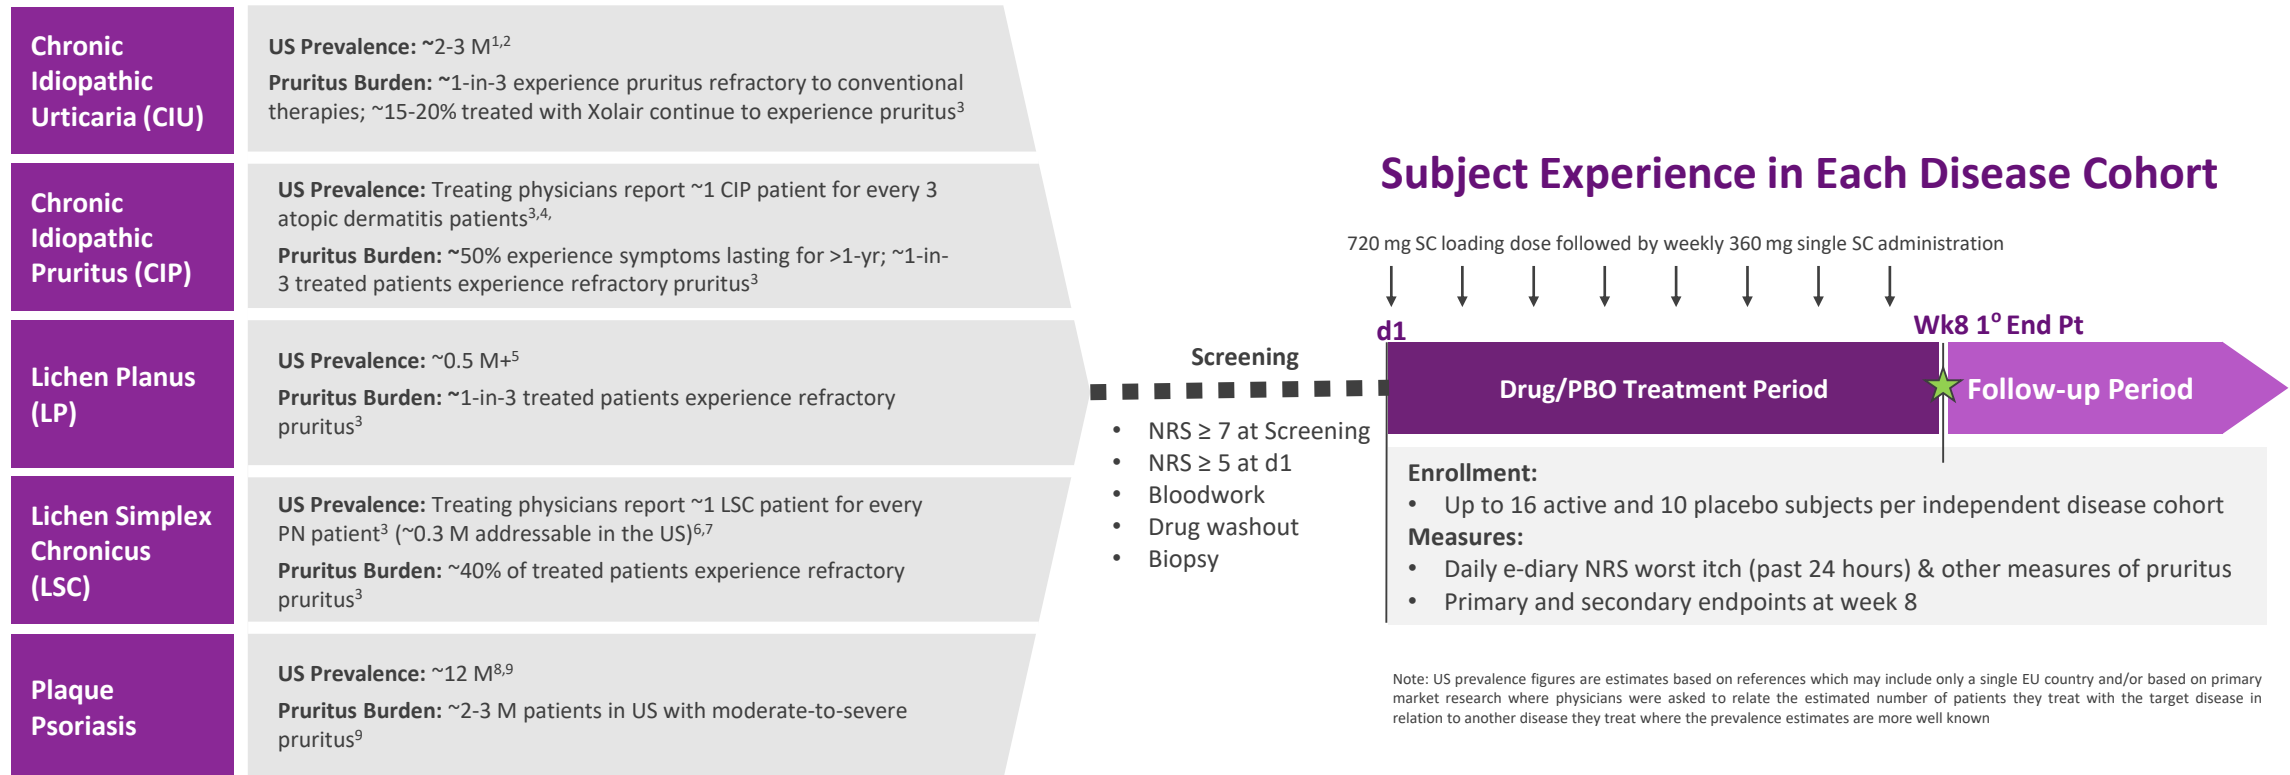 Chronic
Idiopathic
Urticaria (CIU)
US Prevalence: ~2-3 M1,2
Pruritus Burden: ~1-in-3 experience pruritus refractory to conventional
therapies; ~15-20% treated with Xolair continue to experience pruritus3
Chronic
Idiopathic
Pruritus (CIP)
US Prevalence: Treating physicians report ~1 CIP patient for every 3
atopic dermatitis patients3,4,
Pruritus Burden: ~50% experience symptoms lasting for >1-yr; ~1-in-
3 treated patients experience refractory pruritus3
Lichen Planus
(LP)
US Prevalence: ~0.5 M+5
Pruritus Burden: ~1-in-3 treated patients experience refractory
pruritus3
Lichen Simplex
Chronicus
(LSC)
US Prevalence: Treating physicians report ~1 LSC patient for every
PN patient3 (~0.3 M addressable in the US)6,7
Pruritus Burden: ~40% of treated patients experience refractory
pruritus3
Plaque
Psoriasis
US Prevalence: ~12 M8,9
Pruritus Burden: ~2-3 M patients in US with moderate-to-severe
pruritus9
Screening
• NRS ≥ 7 at Screening
• NRS ≥ 5 at d1
• Bloodwork
• Drug washout
• Biopsy
Subject Experience in Each Disease Cohort
720 mg SC loading dose followed by weekly 360 mg single SC administration
d1
Wk8 1o End Pt
Drug/PBO Treatment Period
Follow-up Period
Enrollment:
• Up to 16 active and 10 placebo subjects per independent disease cohort
Measures:
• Daily e-diary NRS worst itch (past 24 hours) & other measures of pruritus
• Primary and secondary endpoints at week 8
Note: US prevalence figures are estimates based on references which may include only a single EU country and/or based on primary
market research where physicians were asked to relate the estimated number of patients they treat with the target disease in
relation to another disease they treat where the prevalence estimates are more well known